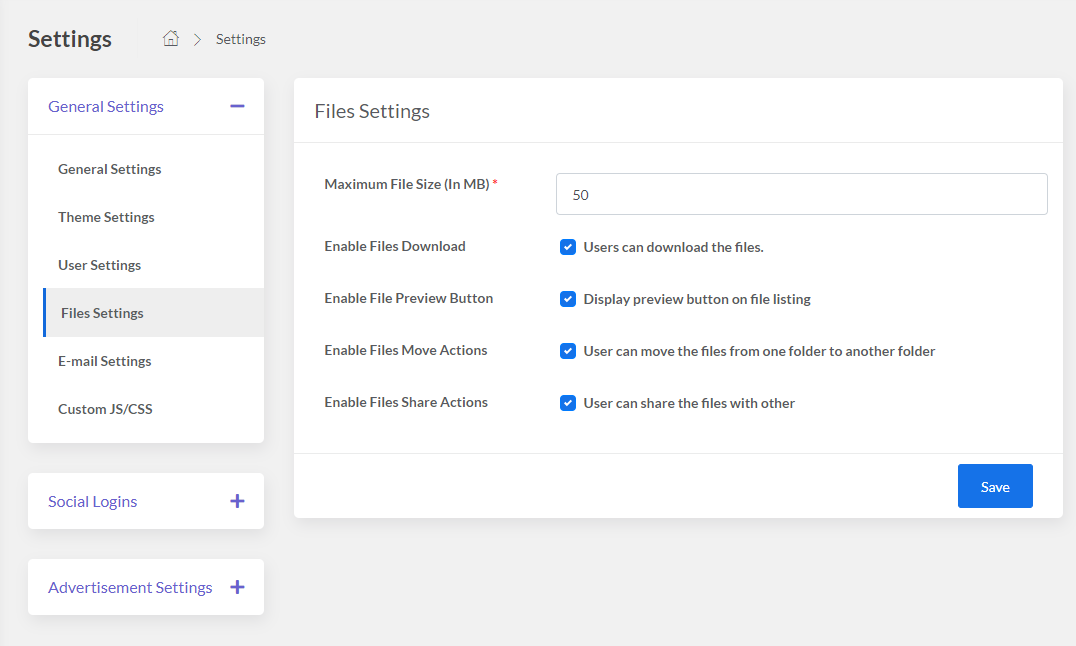 Settings
Settings
General Settings
General Settings
Theme Settings
User Settings
Files Settings
E-mail Settings
Custom JS/CSS
Social Logins
Advertisement Settings
Files Settings
Maximum File Size (In MB) *
50
Enable Files Download
Users can download the files.
Enable File Preview Button
Display preview button on file listing
Enable Files Move Actions
User can move the files from one folder to another folder
Enable Files Share Actions
User can share the files with other
Save